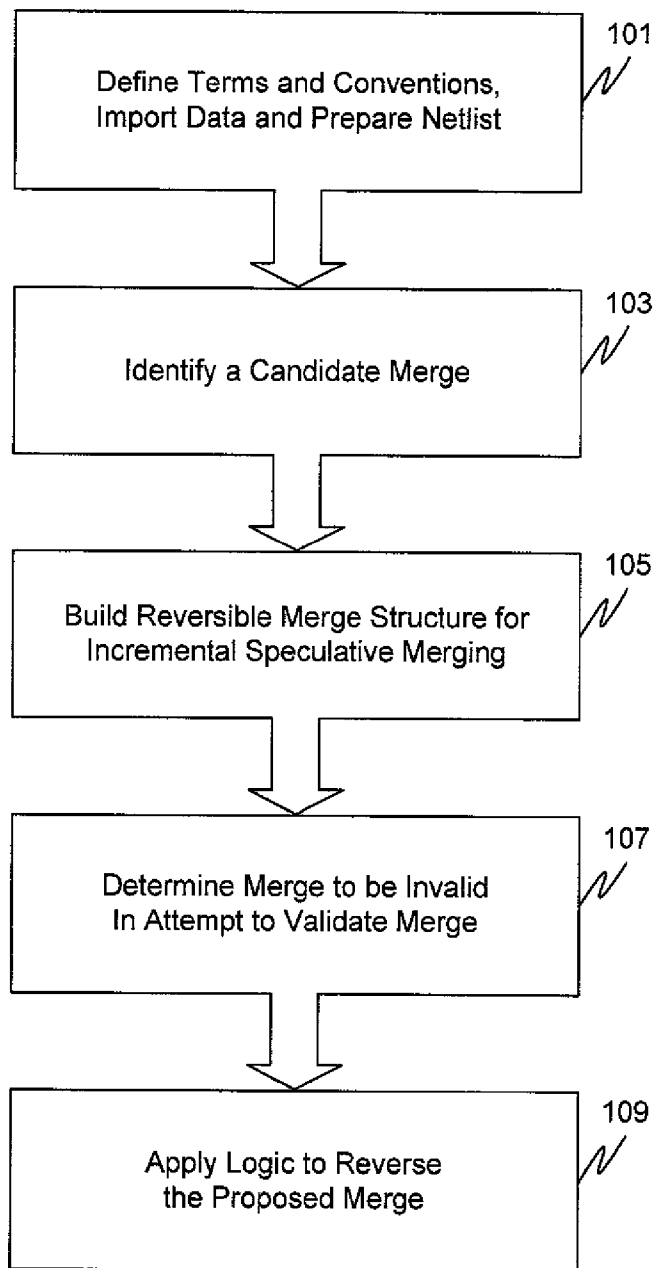 101
Define Terms and Conventions,
Import Data and Prepare Netlist
103
Identify a Candidate Merge
105
Build Reversible Merge Structure for
Incremental Speculative Merging
107
Determine Merge to be Invalid
In Attempt to Validate Merge
109
Apply Logic to Reverse
the Proposed Merge